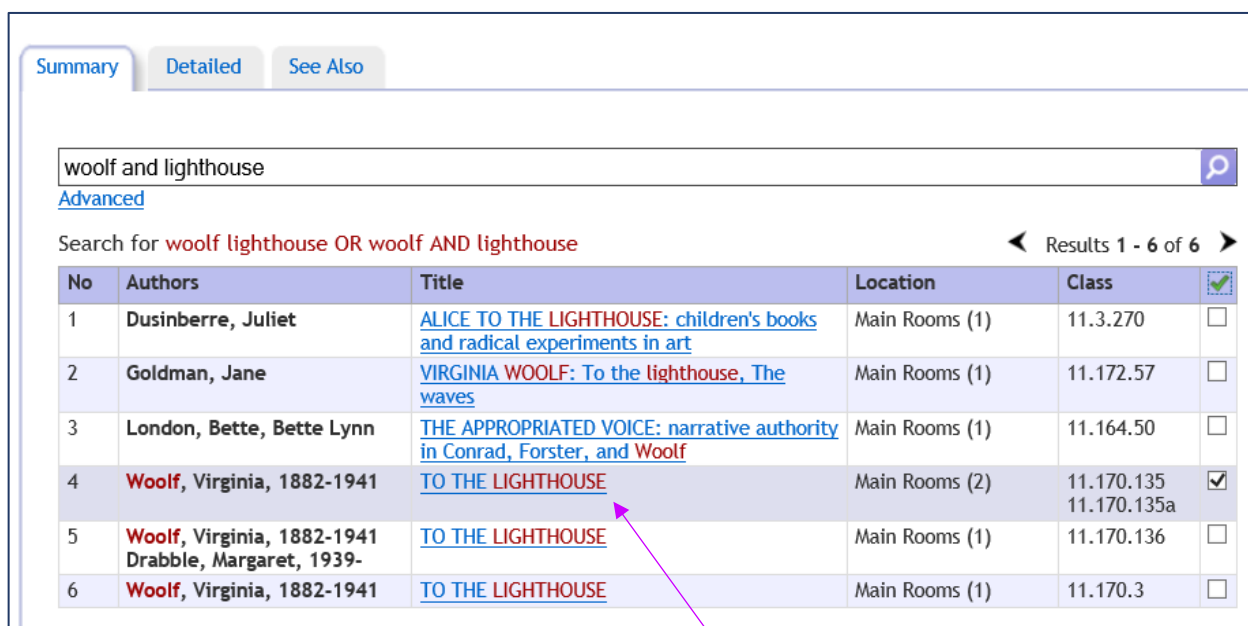 Summary Detailed See Also
woolf and lighthouse
Advanced
Search for woolf lighthouse OR woolf AND lighthouse Results 1 - 6 of 6
No Authors Title Location Class
1 Dusinberre, Juliet ALICE TO THE LIGHTHOUSE: children's books Main Rooms (1) 11.3.270
and radical experiments in art
2 Goldman, Jane VIRGINIA WOOLF: To the lighthouse, The Main Rooms (1) 11.172.57
waves
3 London, Bette, Bette Lynn THE APPROPRIATED VOICE: narrative authority Main Rooms (1) 11.164.50
in Conrad, Forster, and Woolf
4 Woolf, Virginia, 1882-1941 TO THE LIGHTHOUSE Main Rooms (2) 11.170.135
11.170.135a
5 Woolf, Virginia, 1882-1941 TO THE LIGHTHOUSE Main Rooms (1) 11.170.136
Drabble, Margaret, 1939-
6 Woolf, Virginia, 1882-1941 TO THE LIGHTHOUSE Main Rooms (1) 11.170.3